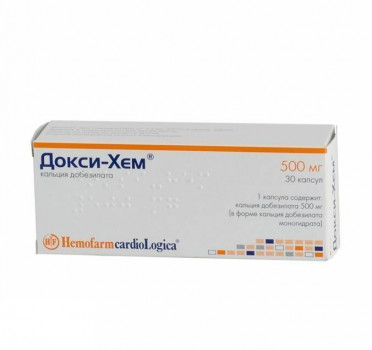 Докси-Хем®
кальция добезилата
500 мг
30 капсул
1 капсула содержит:
кальция добезилата 500 мг
(в форме кальция добезилата
моногидрата)
HF HemofarmcardioLogica®